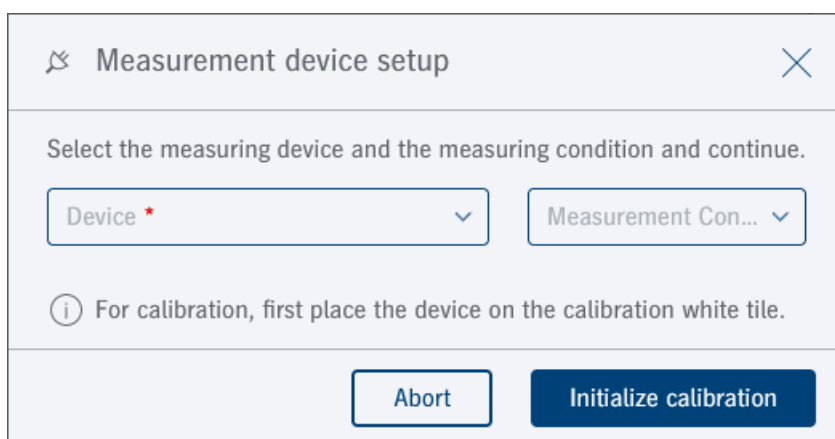 Measurement device setup
Select the measuring device and the measuring condition and continue.
Device *
Measurement Con...
For calibration, first place the device on the calibration white tile.
Abort
Initialize calibration